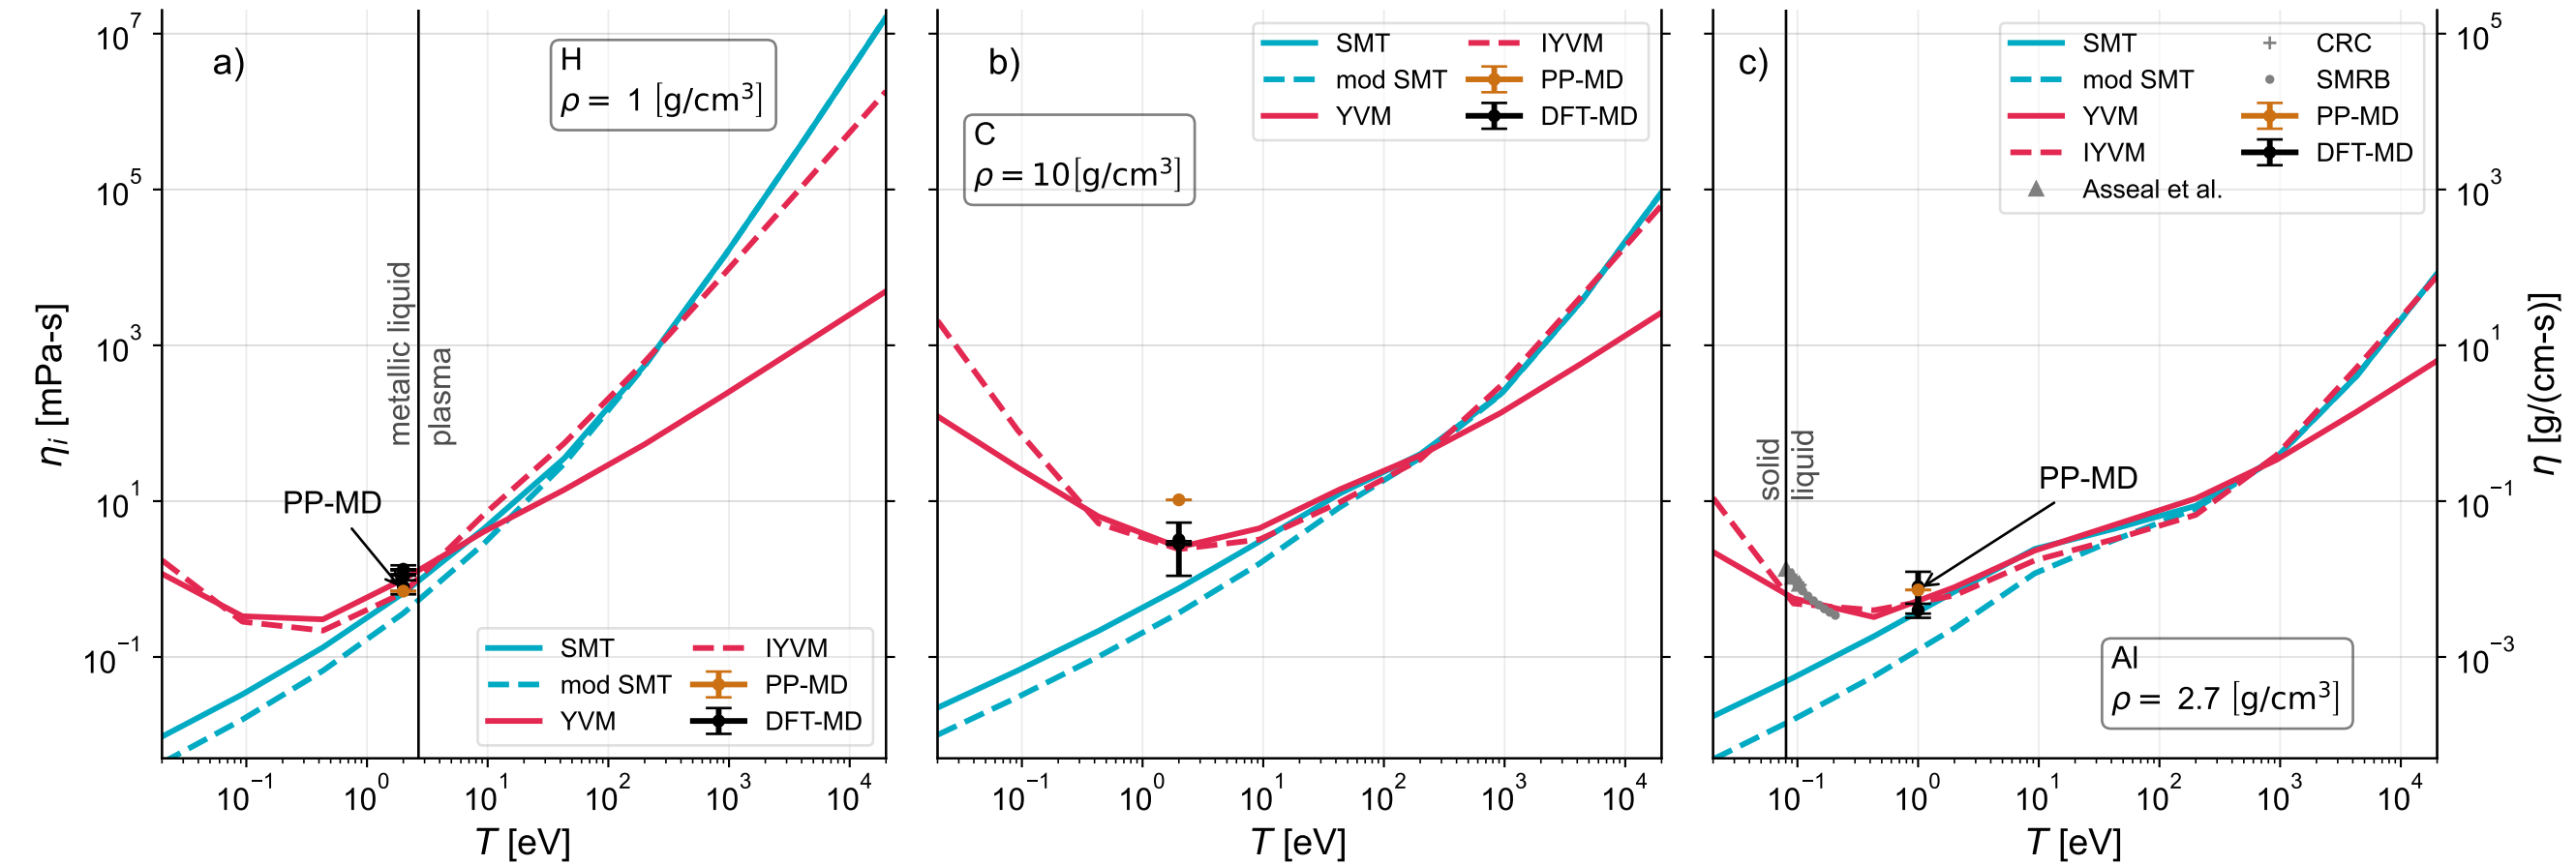 a)
H
ρ = 1 [g/cm³]
10⁷
10⁵
10³
10¹
10⁻¹
ηᵢ [mPa-s]
metallic liquid
plasma
PP-MD
SMT
mod SMT
YVM
IYVM
PP-MD
DFT-MD
10⁻¹ 10⁰ 10¹ 10² 10³ 10⁴
T [eV]
b)
SMT
mod SMT
YVM
IYVM
PP-MD
DFT-MD
C
ρ = 10[g/cm³]
10⁻¹ 10⁰ 10¹ 10² 10³ 10⁴
T [eV]
c)
SMT
mod SMT
YVM
IYVM
Asseal et al.
CRC
SMRB
PP-MD
DFT-MD
solid
liquid
PP-MD
Al
ρ = 2.7 [g/cm³]
10⁻¹ 10⁰ 10¹ 10² 10³ 10⁴
T [eV]
10⁵
10³
10¹
10⁻¹
10⁻³
η [g/(cm-s)]